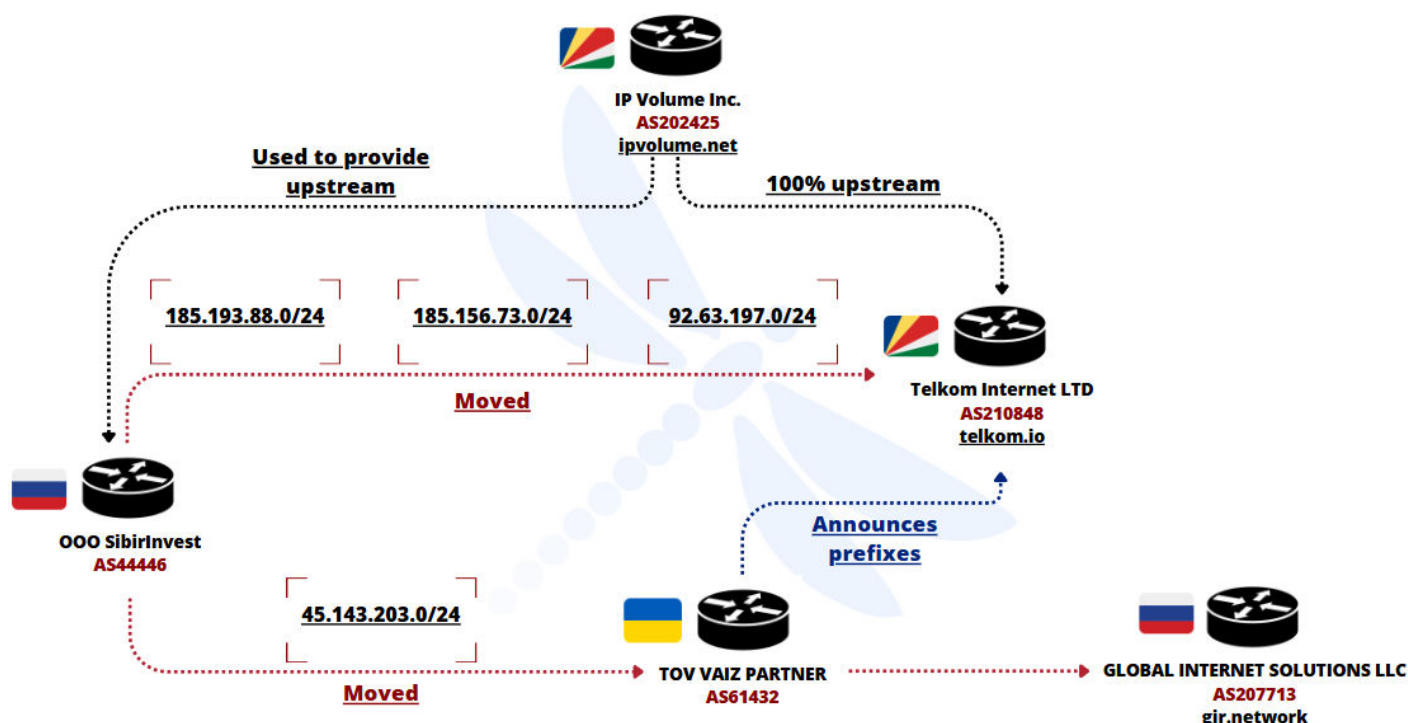 IP Volume Inc.
AS202425
ipvolume.net
Used to provide
upstream
100% upstream
185.193.88.0/24
185.156.73.0/24
92.63.197.0/24
Moved
Telkom Internet LTD
AS210848
telkom.io
OOO SibirInvest
AS44446
Announces
prefixes
45.143.203.0/24
Moved
TOV VAIZ PARTNER
AS61432
GLOBAL INTERNET SOLUTIONS LLC
AS207713
gir.network